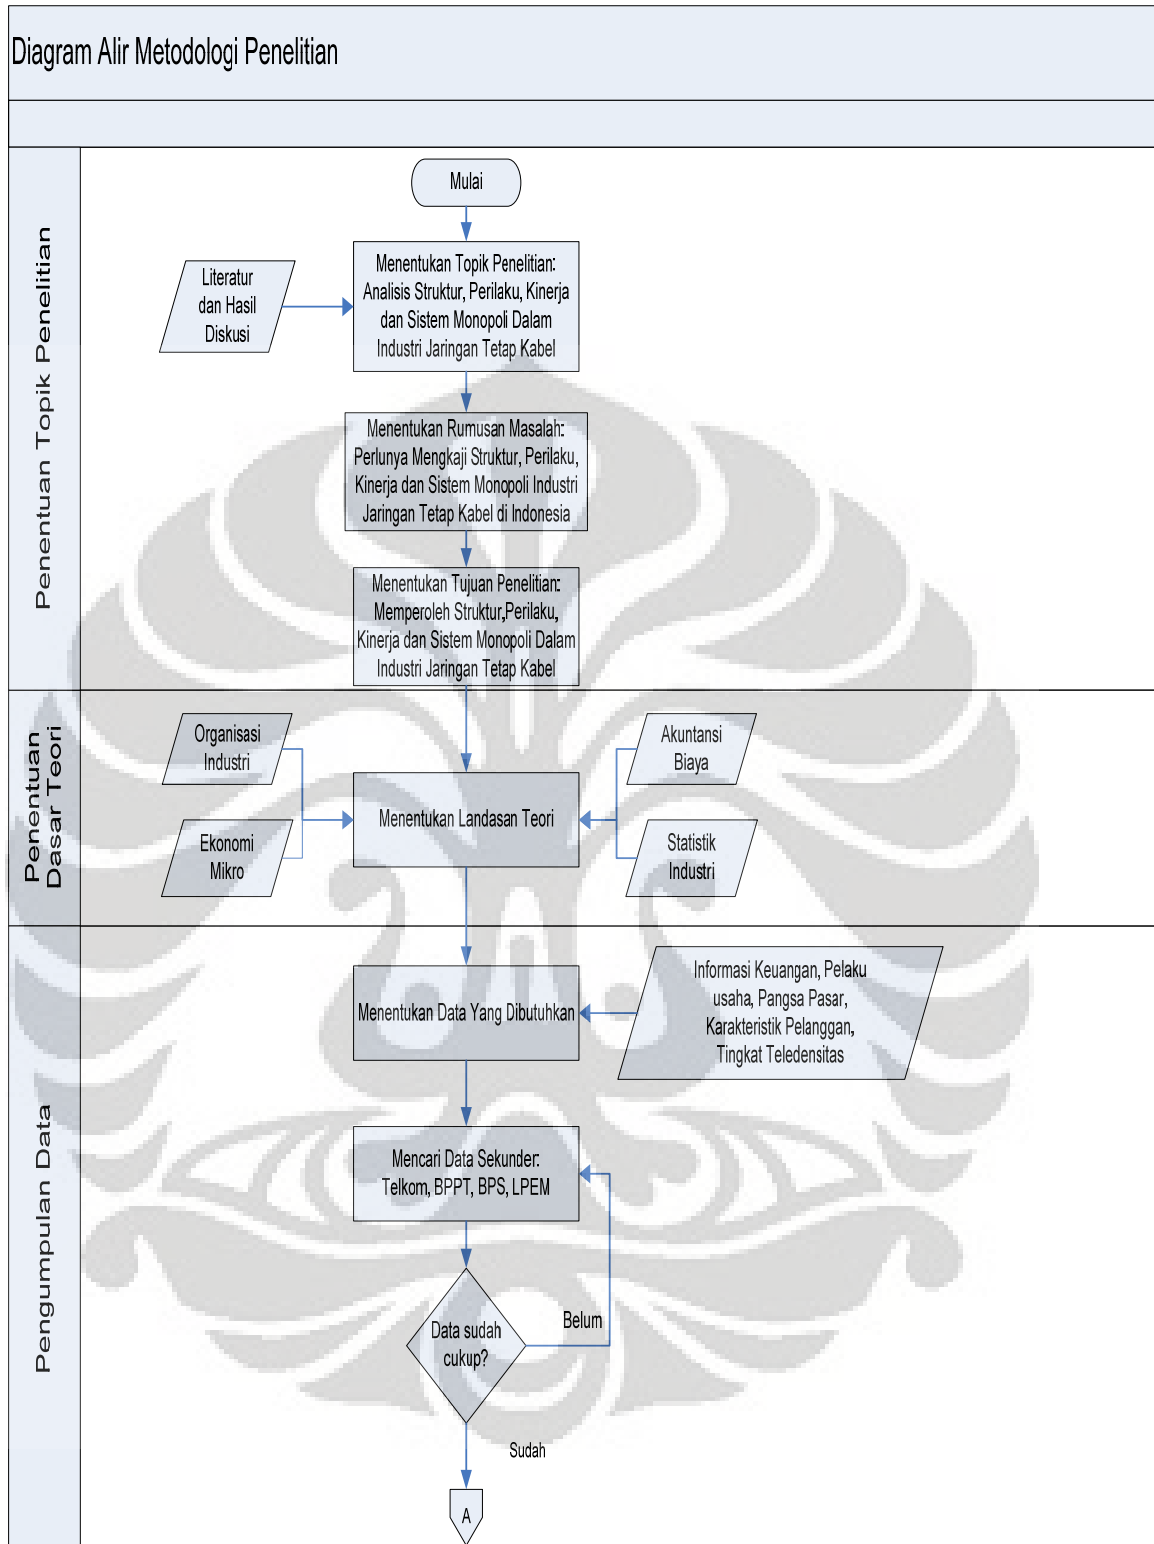 Diagram Alir Metodologi Penelitian
Penentuan Topik Penelitian
Mulai
Literatur
dan Hasil
Diskusi
Menentukan Topik Penelitian:
Analisis Struktur, Perilaku, Kinerja
dan Sistem Monopoli Dalam
Industri Jaringan Tetap Kabel
Menentukan Rumusan Masalah:
Perlunya Mengkaji Struktur, Perilaku,
Kinerja dan Sistem Monopoli Industri
Jaringan Tetap Kabel di Indonesia
Menentukan Tujuan Penelitian:
Memperoleh Struktur,Perilaku,
Kinerja dan Sistem Monopoli Dalam
Industri Jaringan Tetap Kabel
Penentuan
Dasar Teori
Organisasi
Industri
Ekonomi
Mikro
Menentukan Landasan Teori
Akuntansi
Biaya
Statistik
Industri
Pengumpulan Data
Menentukan Data Yang Dibutuhkan
Informasi Keuangan, Pelaku
usaha, Pangsa Pasar,
Karakteristik Pelanggan,
Tingkat Teledensitas
Mencari Data Sekunder:
Telkom, BPPT, BPS, LPEM
Data sudah
cukup?
Belum
Sudah
A